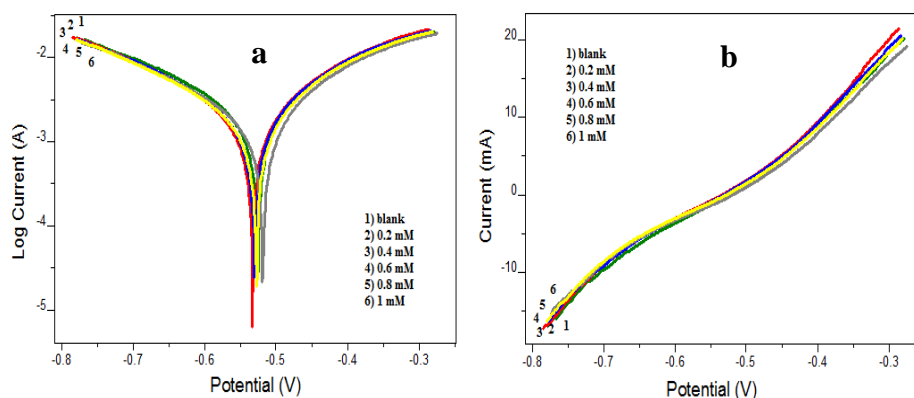 3 2 1
4 5 6
a
-2
-3
-4
-5
Log Current (A)
1) blank
2) 0.2 mM
3) 0.4 mM
4) 0.6 mM
5) 0.8 mM
6) 1 mM
-0.8 -0.7 -0.6 -0.5 -0.4 -0.3
Potential (V)
b
20
10
0
-10
Current (mA)
1) blank
2) 0.2 mM
3) 0.4 mM
4) 0.6 mM
5) 0.8 mM
6) 1 mM
6
5
4 1
3 2
-0.8 -0.7 -0.6 -0.5 -0.4 -0.3
Potential (V)